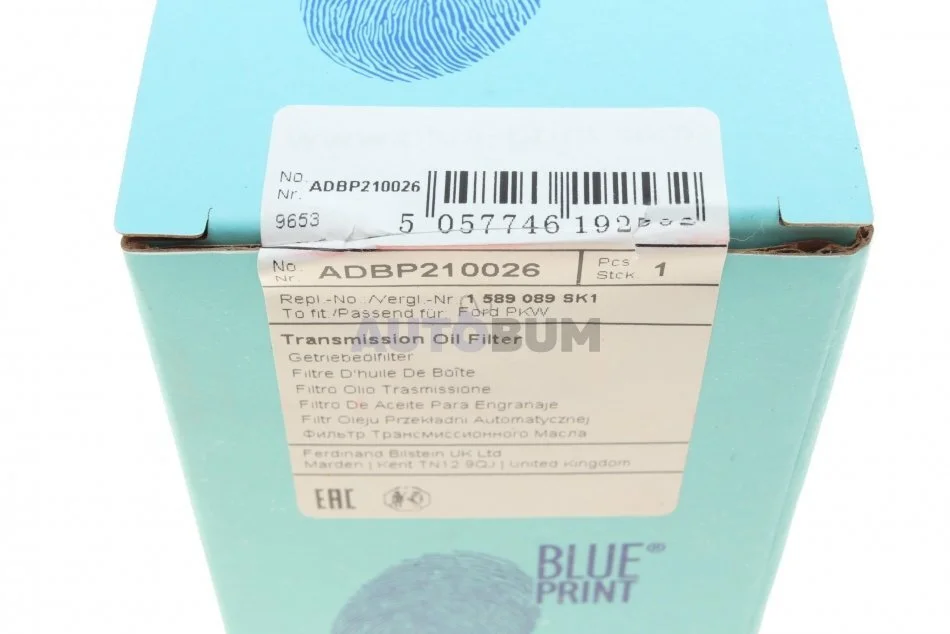 No.
Nr. ADBP210026
9653 5 057746 192
No.
Nr. ADBP210026 Pcs
Stck. 1
Repl.-No./Vergl.-Nr. 1 589 089 SK1
To fit/Passend für: Ford PKW
AUTOBUM
Transmission Oil Filter
Getriebeölfilter
Filtre D'huile De Boîte
Filtro Olio Trasmissione
Filtro De Aceite Para Engranaje
Filtr Oleju Przekładni Automatycznej
Фильтр Трансмиссионного Масла
Ferdinand Bilstein UK Ltd
Marden | Kent TN12 9QJ | United Kingdom
EAC
BLUE®
PRINT